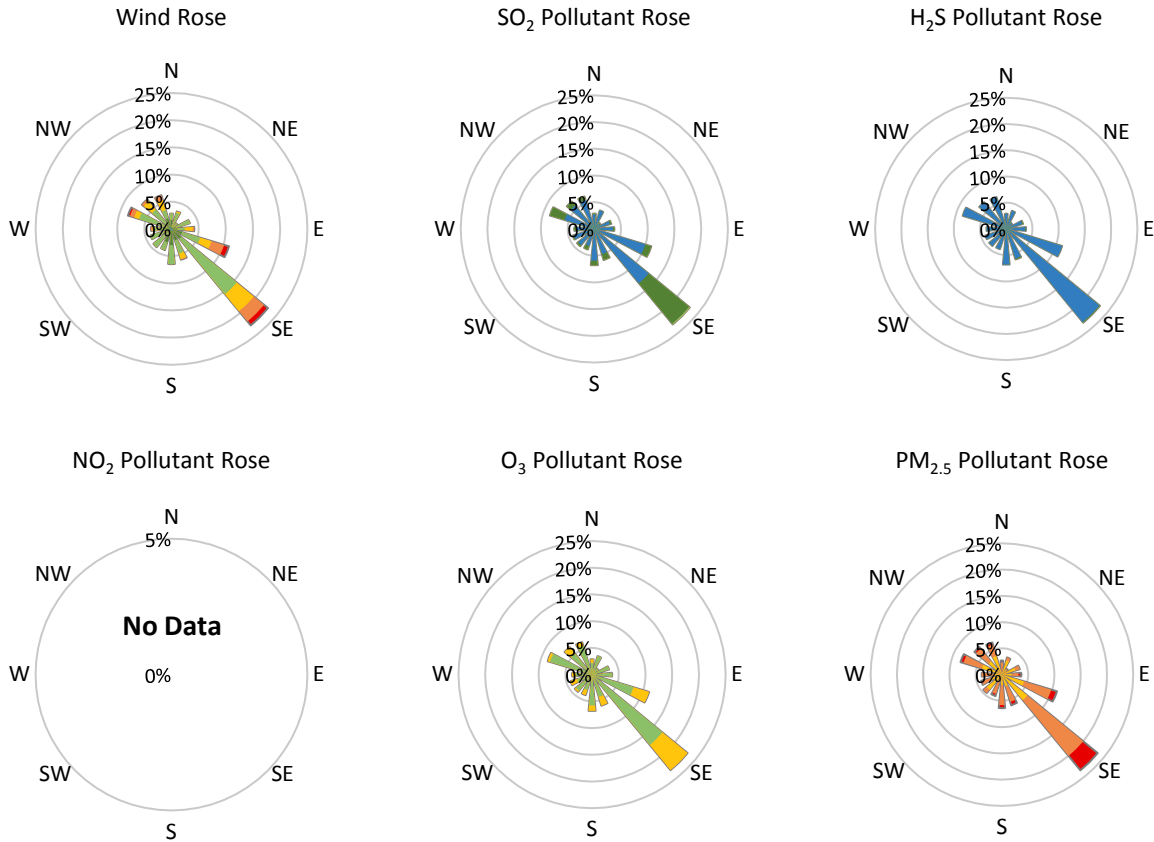 Wind Rose
N
25%
20%
15%
10%
5%
0%
NW
NE
W
E
SW
SE
S
SO₂ Pollutant Rose
N
25%
20%
15%
10%
5%
0%
NW
NE
W
E
SW
SE
S
H₂S Pollutant Rose
N
25%
20%
15%
10%
5%
0%
NW
NE
W
E
SW
SE
S
NO₂ Pollutant Rose
N
5%
NW
NE
No Data
W
0%
E
SW
SE
S
O₃ Pollutant Rose
N
25%
20%
15%
10%
5%
0%
NW
NE
W
E
SW
SE
S
PM₂.₅ Pollutant Rose
N
25%
20%
15%
10%
5%
0%
NW
NE
W
E
SW
SE
S